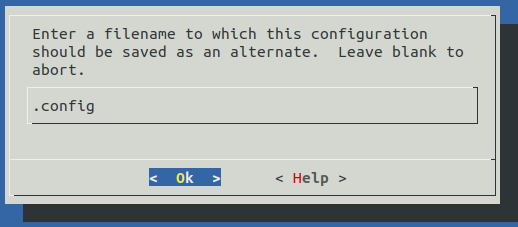 Enter a filename to which this configuration
should be saved as an alternate.  Leave blank to
abort.
.config
<  Ok  > < Help >